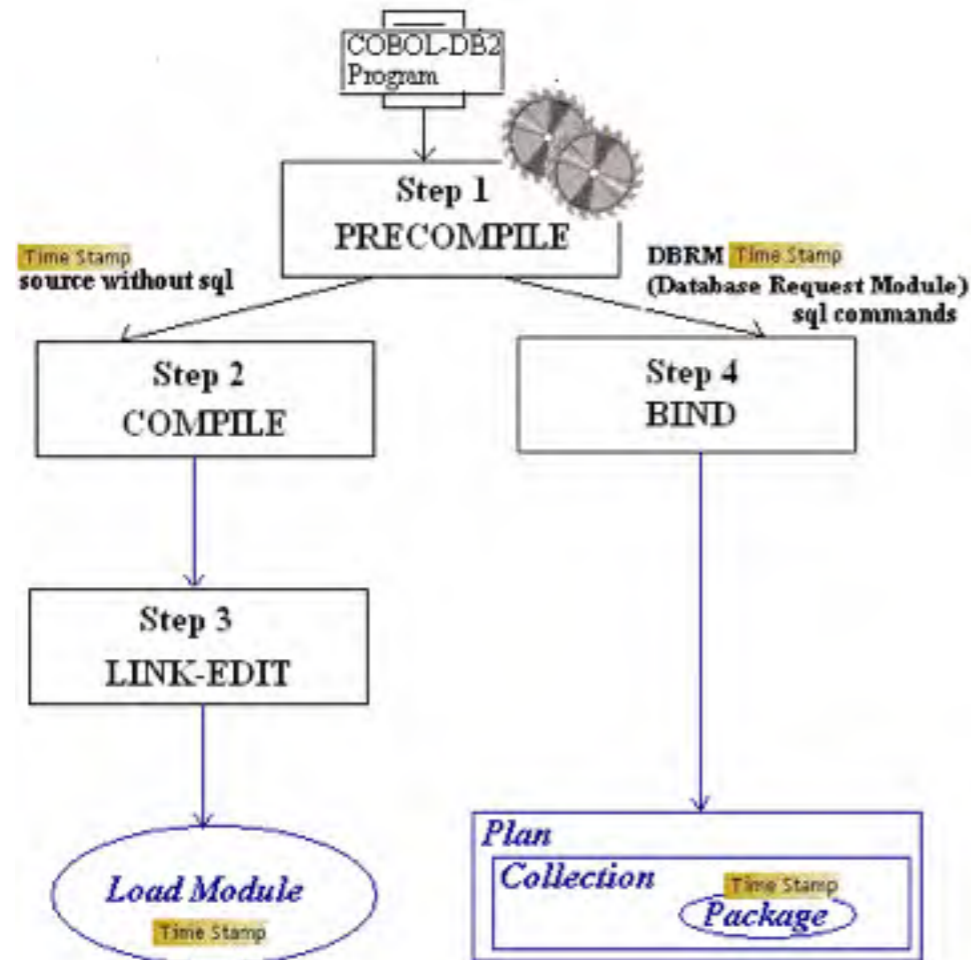 COBOL-DB2
Program
Step 1
PRECOMPILE
Time Stamp
source without sql
DBRM Time Stamp
(Database Request Module)
sql commands
Step 2
COMPILE
Step 4
BIND
Step 3
LINK-EDIT
Load Module
Time Stamp
Plan
Collection
Time Stamp
Package